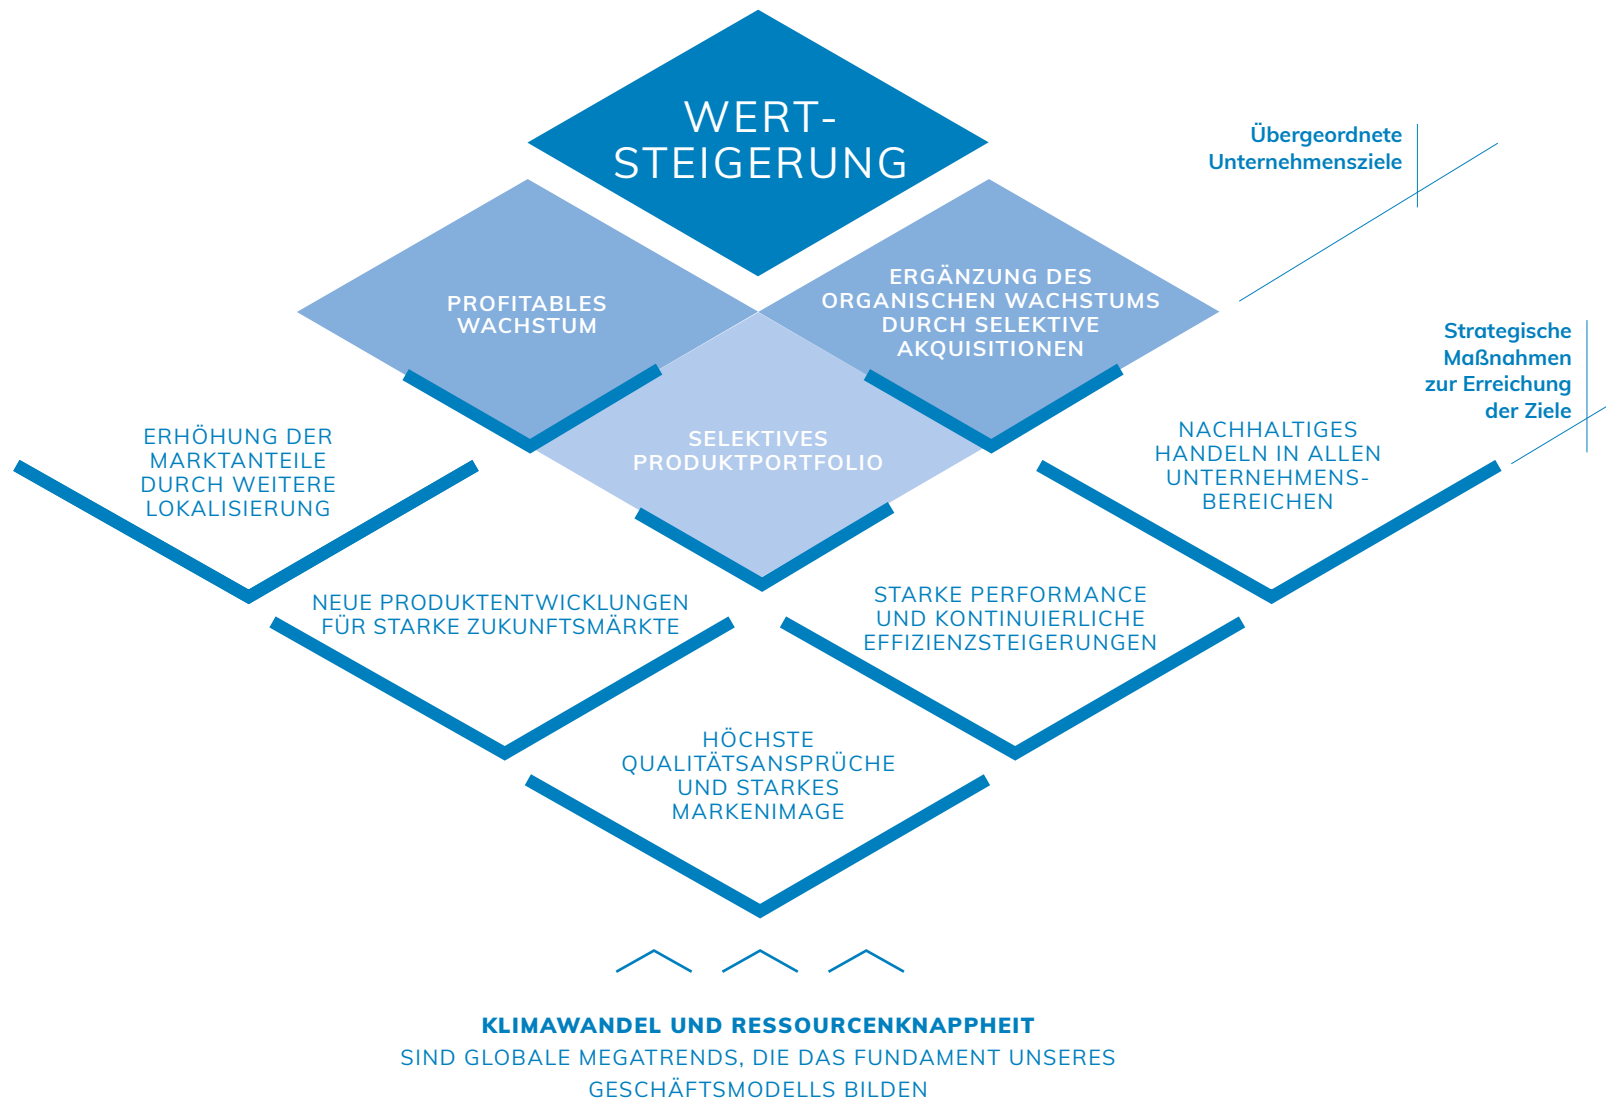 WERT-
STEIGERUNG
Übergeordnete
Unternehmensziele
PROFITABLES
WACHSTUM
ERGÄNZUNG DES
ORGANISCHEN WACHSTUMS
DURCH SELEKTIVE
AKQUISITIONEN
Strategische
Maßnahmen
zur Erreichung
der Ziele
SELEKTIVES
PRODUKTPORTFOLIO
ERHÖHUNG DER
MARKTANTEILE
DURCH WEITERE
LOKALISIERUNG
NACHHALTIGES
HANDELN IN ALLEN
UNTERNEHMENS-
BEREICHEN
NEUE PRODUKTENTWICKLUNGEN
FÜR STARKE ZUKUNFTSMÄRKTE
STARKE PERFORMANCE
UND KONTINUIERLICHE
EFFIZIENZSTEIGERUNGEN
HÖCHSTE
QUALITÄTSANSPRÜCHE
UND STARKES
MARKENIMAGE
KLIMAWANDEL UND RESSOURCENKNAPPHEIT
SIND GLOBALE MEGATRENDS, DIE DAS FUNDAMENT UNSERES
GESCHÄFTSMODELLS BILDEN